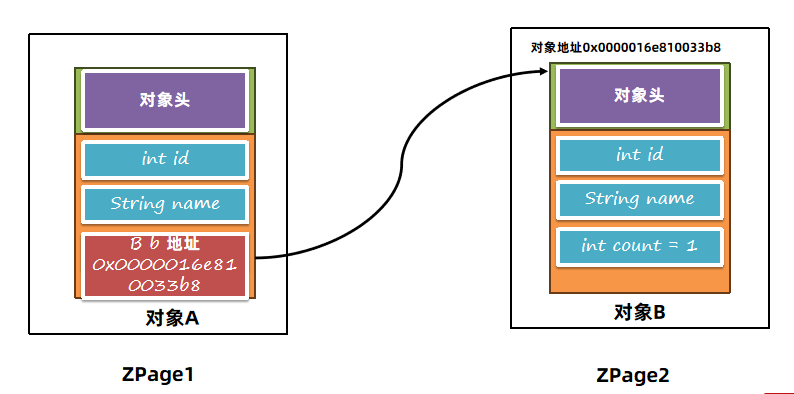 对象头
int id
String name
B b 地址
0x0000016e81
0033b8
对象A
ZPage1
对象地址0x0000016e810033b8
对象头
int id
String name
int count = 1
对象B
ZPage2